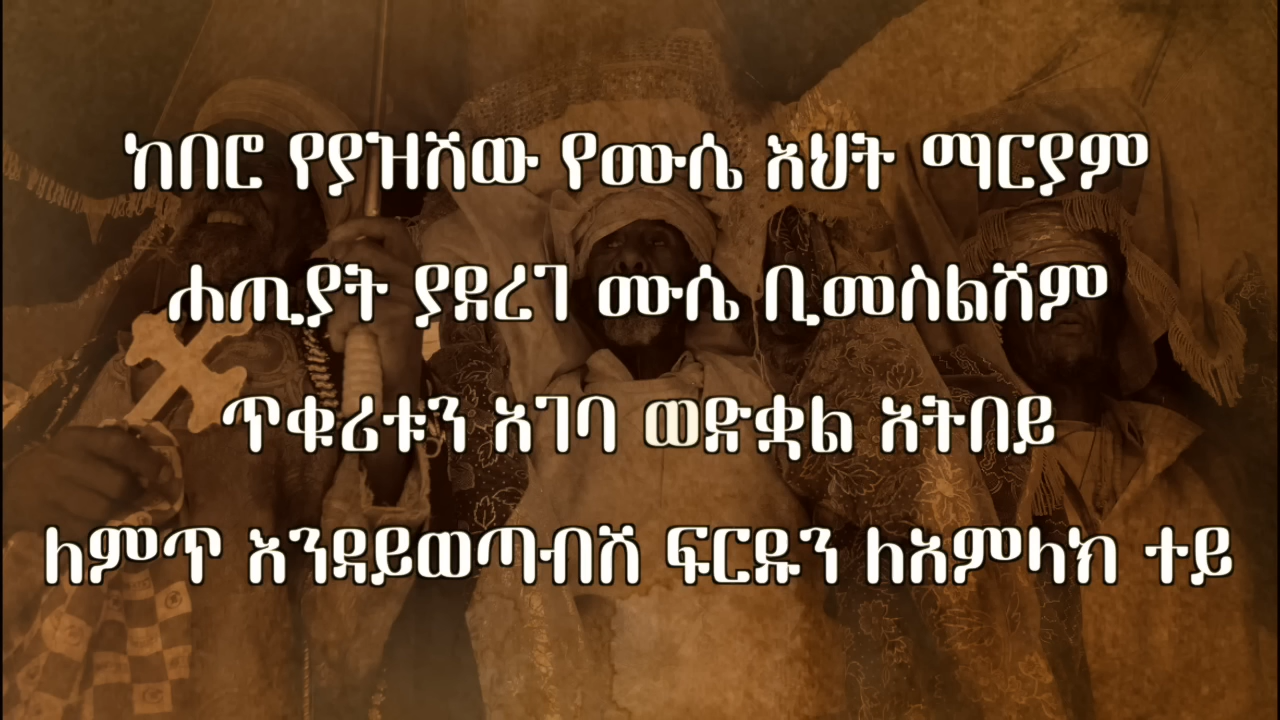 ከበሮ የያዝሽው የሙሴ እህት ማርያም
ሐጢያት ያደረገ ሙሴ ቢመስልሽም
ጥቁሪቱን አገባ ወድቋል አትበይ
ለምጥ እንዳይወጣብሽ ፍርዱን ለአምላክ ተይ